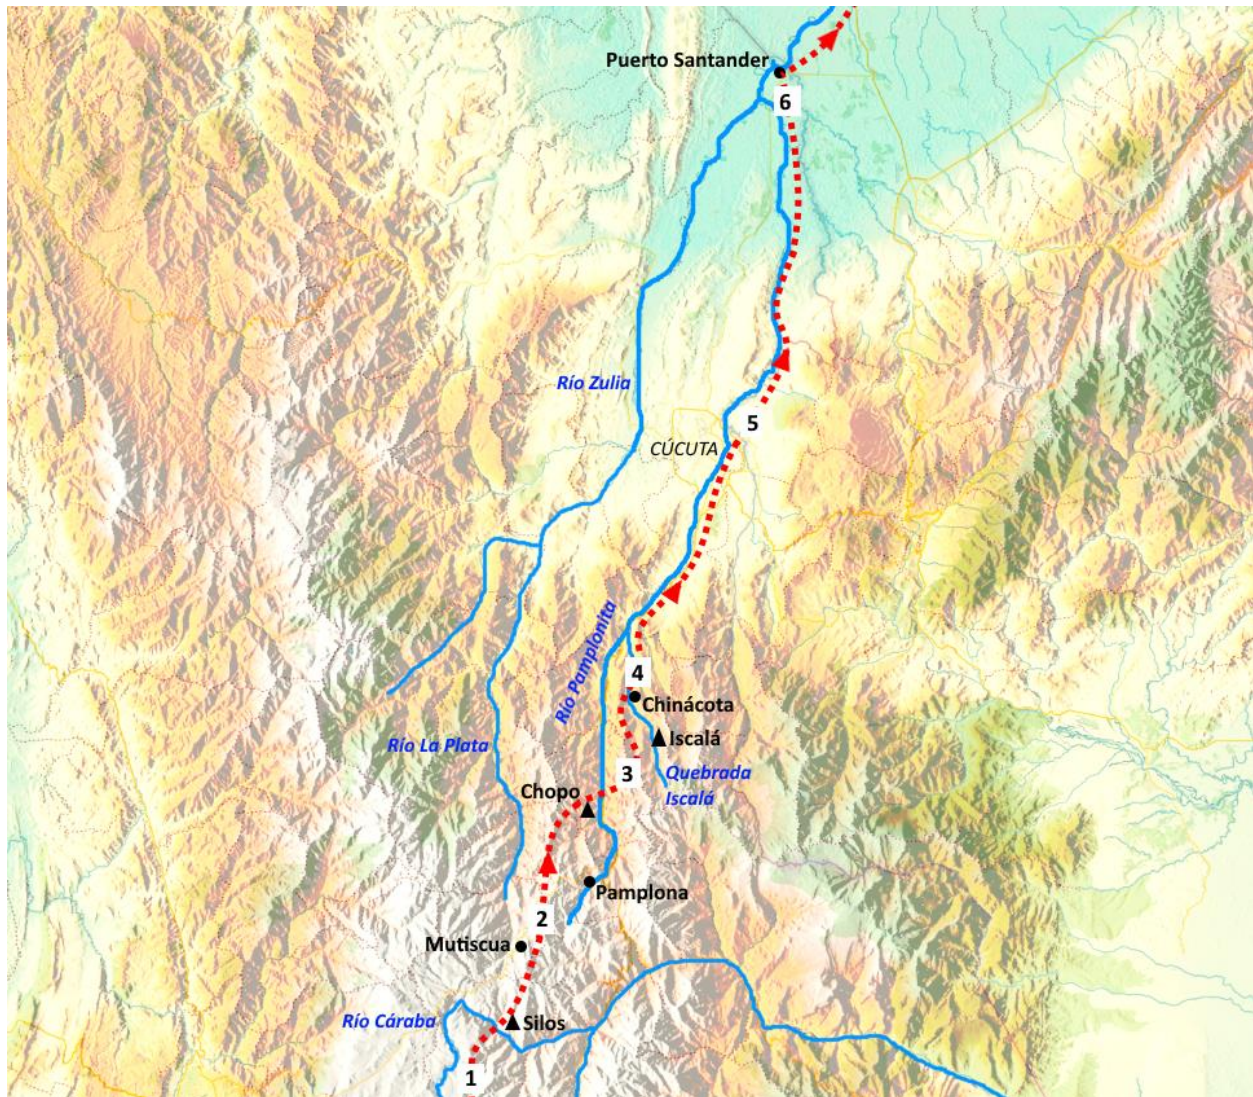 Puerto Santander
6
Río Zulia
5
CÚCUTA
Río Pamplonita
4
Chinácota
Río La Plata
Iscalá
3
Quebrada
Iscalá
Chopo
Pamplona
2
Mutiscua
Río Cáraba
Silos
1